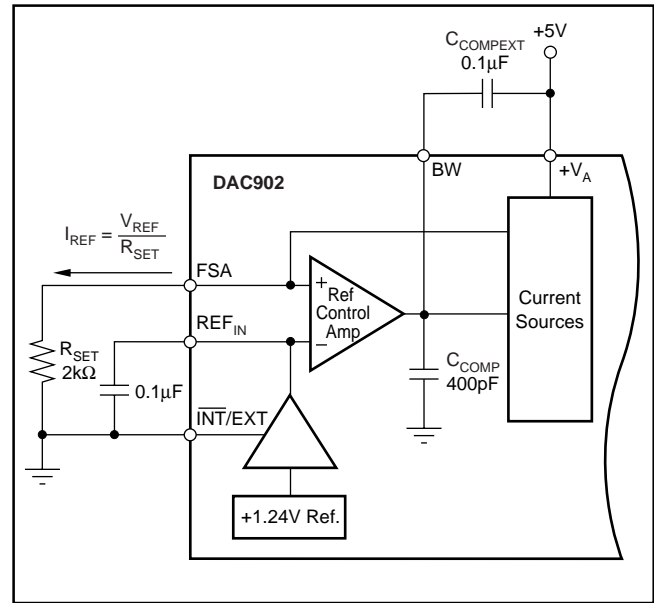 +5V
C_COMPEXT
0.1µF
BW
+V_A
DAC902
I_REF = V_REF / R_SET
FSA
+
Ref
Control
Amp
–
REF_IN
Current
Sources
R_SET
2kΩ
0.1µF
C_COMP
400pF
I̅N̅T̅/EXT
+1.24V Ref.